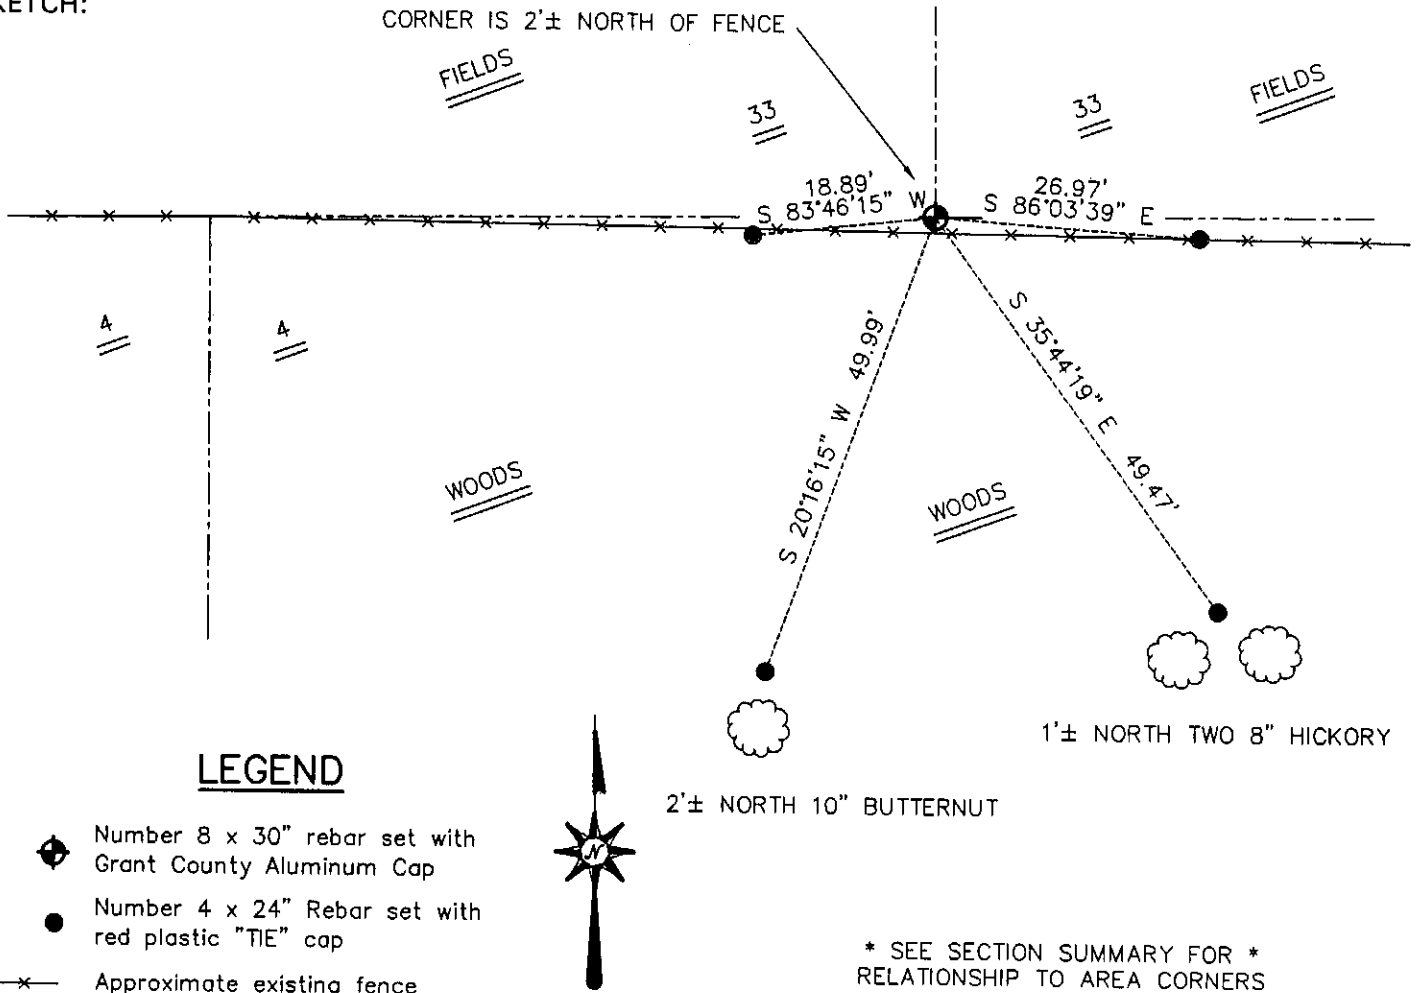 CORNER IS 2'± NORTH OF FENCE
FIELDS
33
33
FIELDS
18.89'
S 83°46'15" W
26.97'
S 86°03'39" E
4
4
S 20°16'15" W 49.99'
S 35°44'19" E 49.47'
WOODS
WOODS
1'± NORTH TWO 8" HICKORY
2'± NORTH 10" BUTTERNUT
LEGEND
Number 8 x 30" rebar set with
Grant County Aluminum Cap
Number 4 x 24" Rebar set with
red plastic "TIE" cap
Approximate existing fence
N
* SEE SECTION SUMMARY FOR *
RELATIONSHIP TO AREA CORNERS